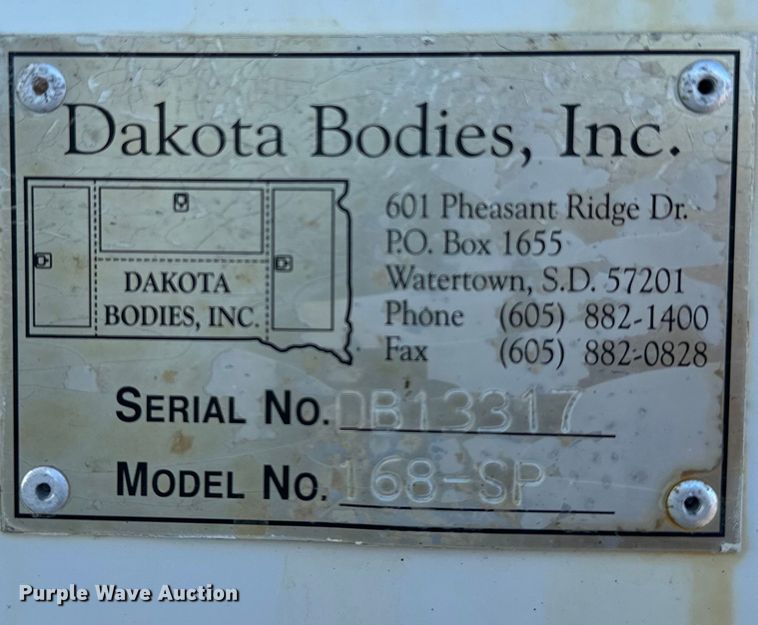 Dakota Bodies, Inc.
DAKOTA
BODIES, INC.
601 Pheasant Ridge Dr.
P.O. Box 1655
Watertown, S.D. 57201
Phone (605) 882-1400
Fax (605) 882-0828
SERIAL NO. DB13317
MODEL NO. 168-SP
Purple Wave Auction